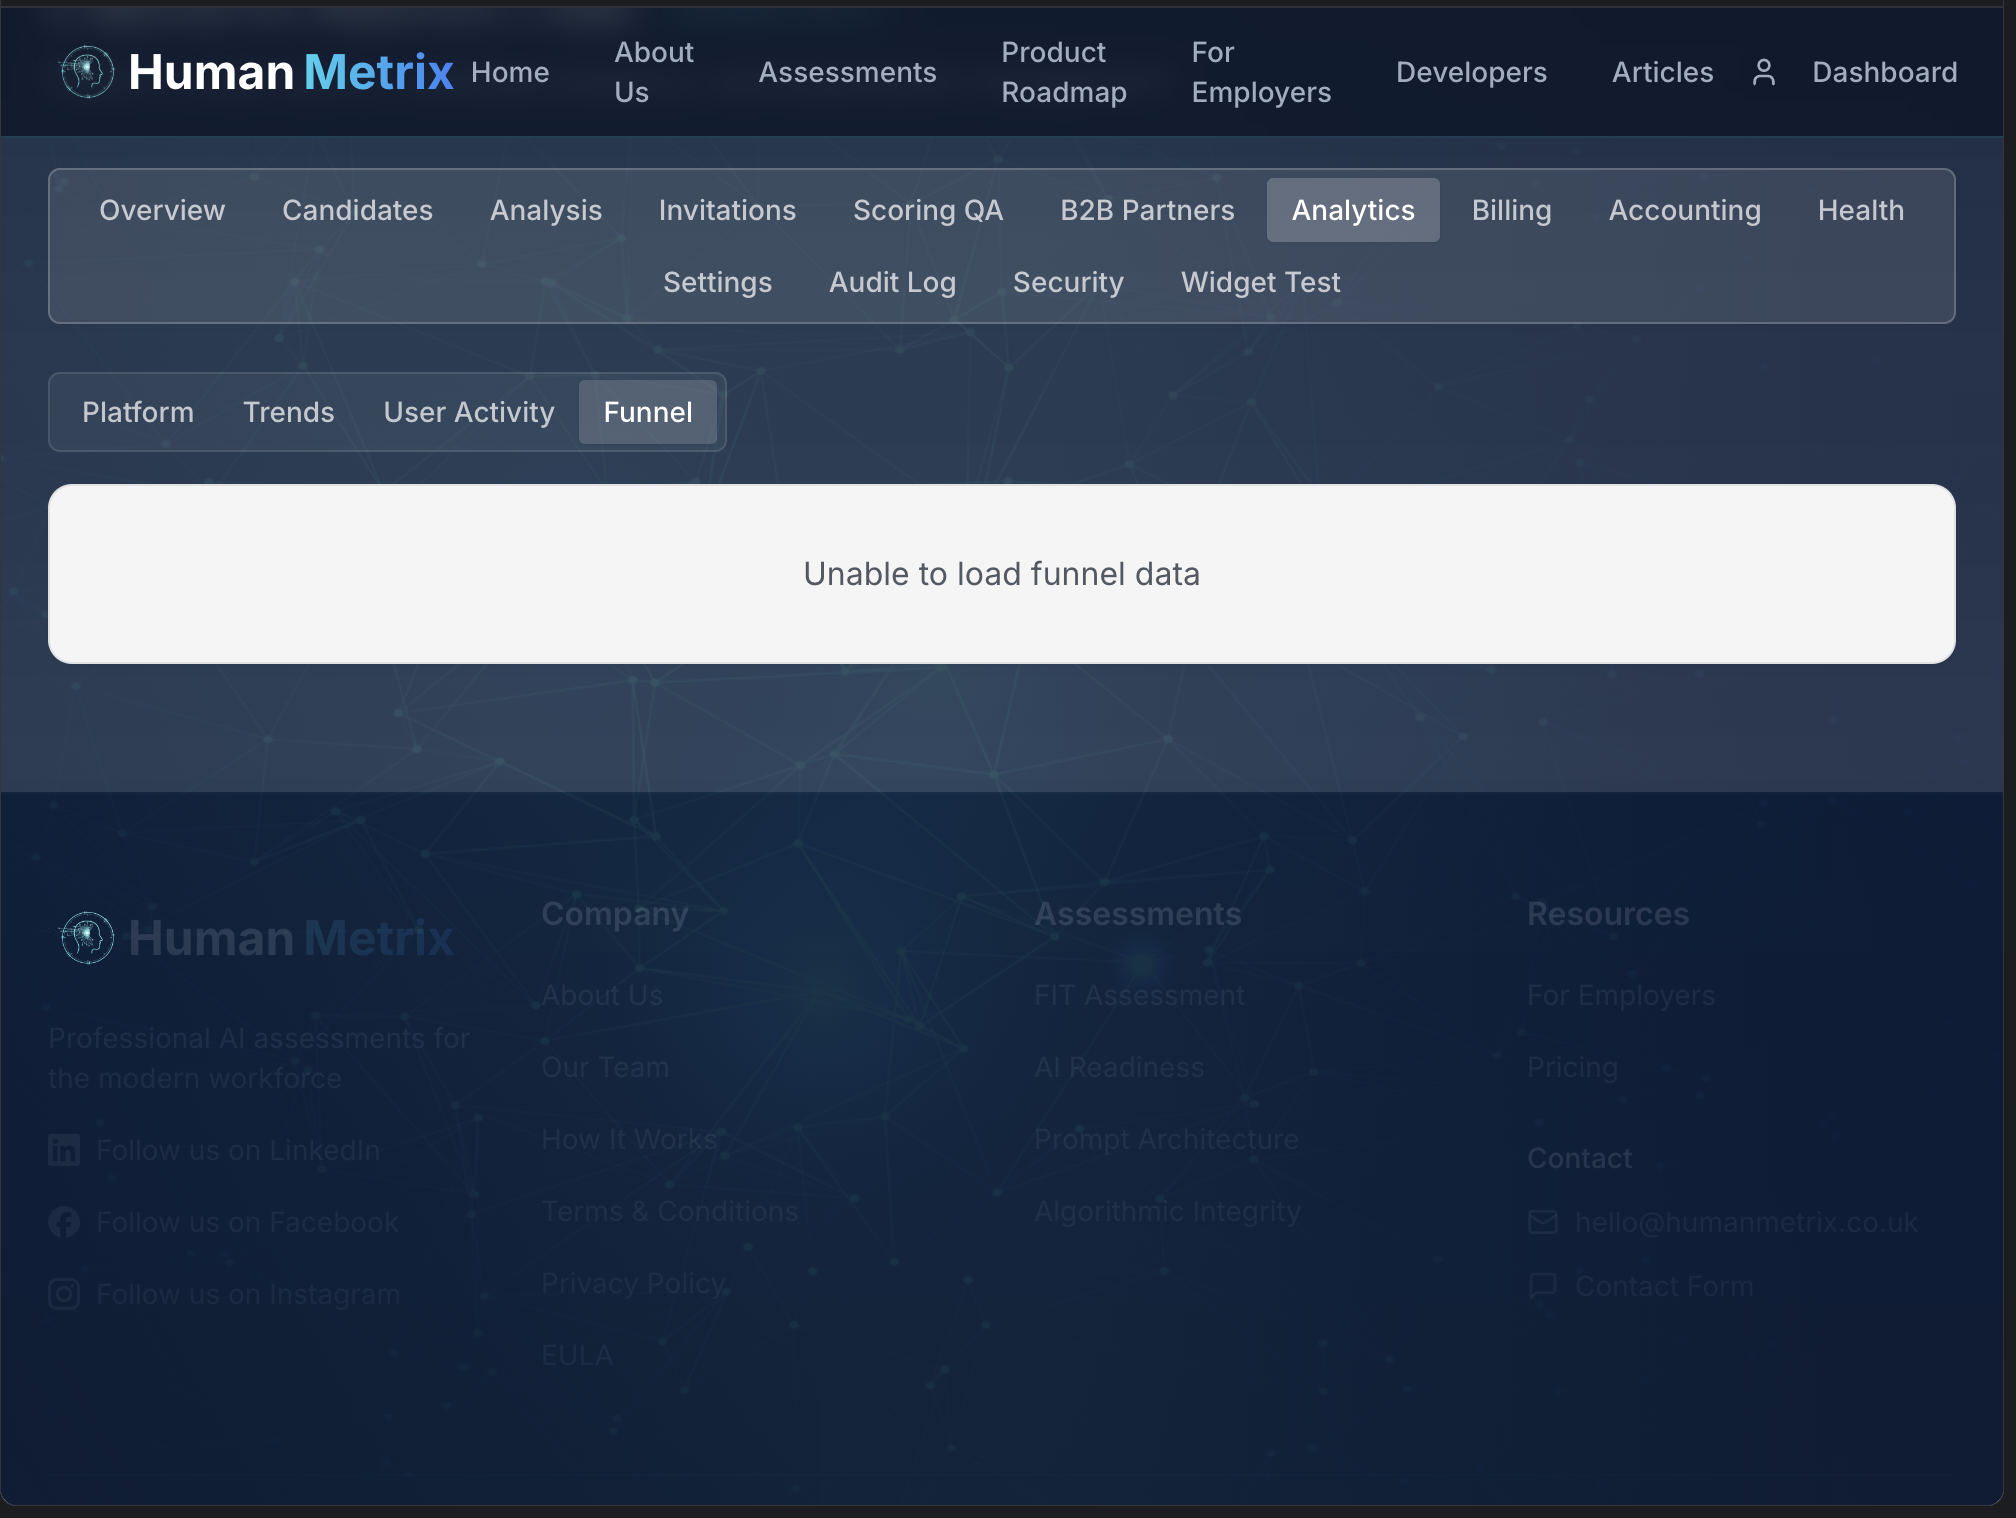 Human Metrix
Home
About
Us
Assessments
Product
Roadmap
For
Employers
Developers
Articles
Dashboard
Overview
Candidates
Analysis
Invitations
Scoring QA
B2B Partners
Analytics
Billing
Accounting
Health
Settings
Audit Log
Security
Widget Test
Platform
Trends
User Activity
Funnel
Unable to load funnel data
Human Metrix
Professional AI assessments for
the modern workforce
Follow us on LinkedIn
Follow us on Facebook
Follow us on Instagram
Company
About Us
Our Team
How It Works
Terms & Conditions
Privacy Policy
EULA
Assessments
FIT Assessment
AI Readiness
Prompt Architecture
Algorithmic Integrity
Resources
For Employers
Pricing
Contact
hello@humanmetrix.co.uk
Contact Form